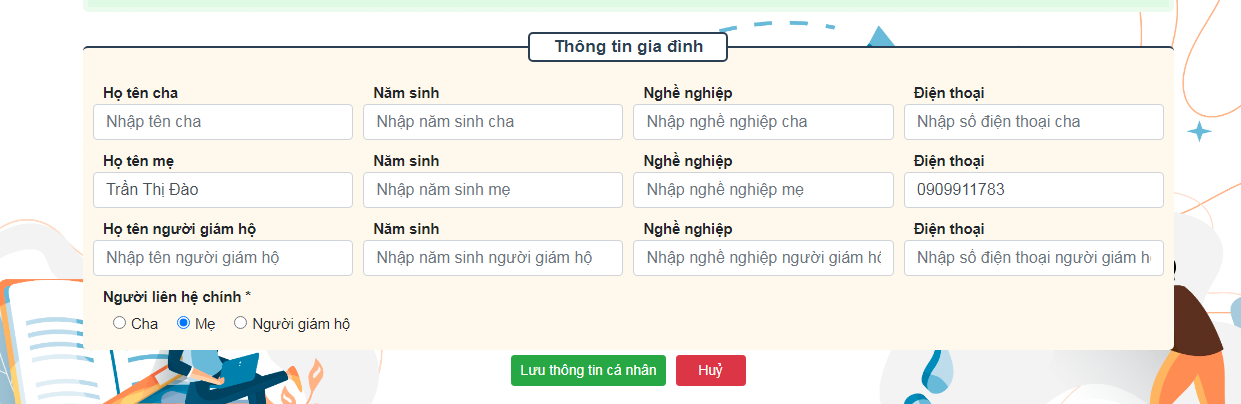 Thông tin gia đình
Họ tên cha Năm sinh Nghề nghiệp Điện thoại
Nhập tên cha Nhập năm sinh cha Nhập nghề nghiệp cha Nhập số điện thoại cha
Họ tên mẹ Năm sinh Nghề nghiệp Điện thoại
Trần Thị Đào Nhập năm sinh mẹ Nhập nghề nghiệp mẹ 0909911783
Họ tên người giám hộ Năm sinh Nghề nghiệp Điện thoại
Nhập tên người giám hộ Nhập năm sinh người giám hộ Nhập nghề nghiệp người giám hộ Nhập số điện thoại người giám
Người liên hệ chính *
Cha Mẹ Người giám hộ
Lưu thông tin cá nhân Huỷ